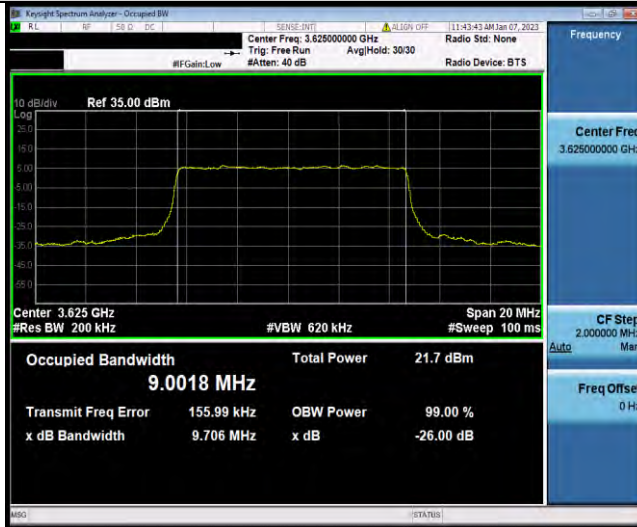 Keysight Spectrum Analyzer - Occupied BW
RL RF 50 Ω DC SENSE:INT ALIGN OFF 11:43:43 AM Jan 07, 2023
Center Freq: 3.625000000 GHz Radio Std: None
Trig: Free Run Avg|Hold: 30/30
#IFGain:Low #Atten: 40 dB Radio Device: BTS
10 dB/div Ref 35.00 dBm
Log
25.0
15.0
5.00
-5.00
-15.0
-25.0
-35.0
-45.0
-55.0
Center 3.625 GHz Span 20 MHz
#Res BW 200 kHz #VBW 620 kHz #Sweep 100 ms
Occupied Bandwidth Total Power 21.7 dBm
9.0018 MHz
Transmit Freq Error 155.99 kHz OBW Power 99.00 %
x dB Bandwidth 9.706 MHz x dB -26.00 dB
MSG STATUS
Frequency
Center Freq
3.625000000 GHz
CF Step
2.000000 MHz
Auto Man
Freq Offset
0 Hz